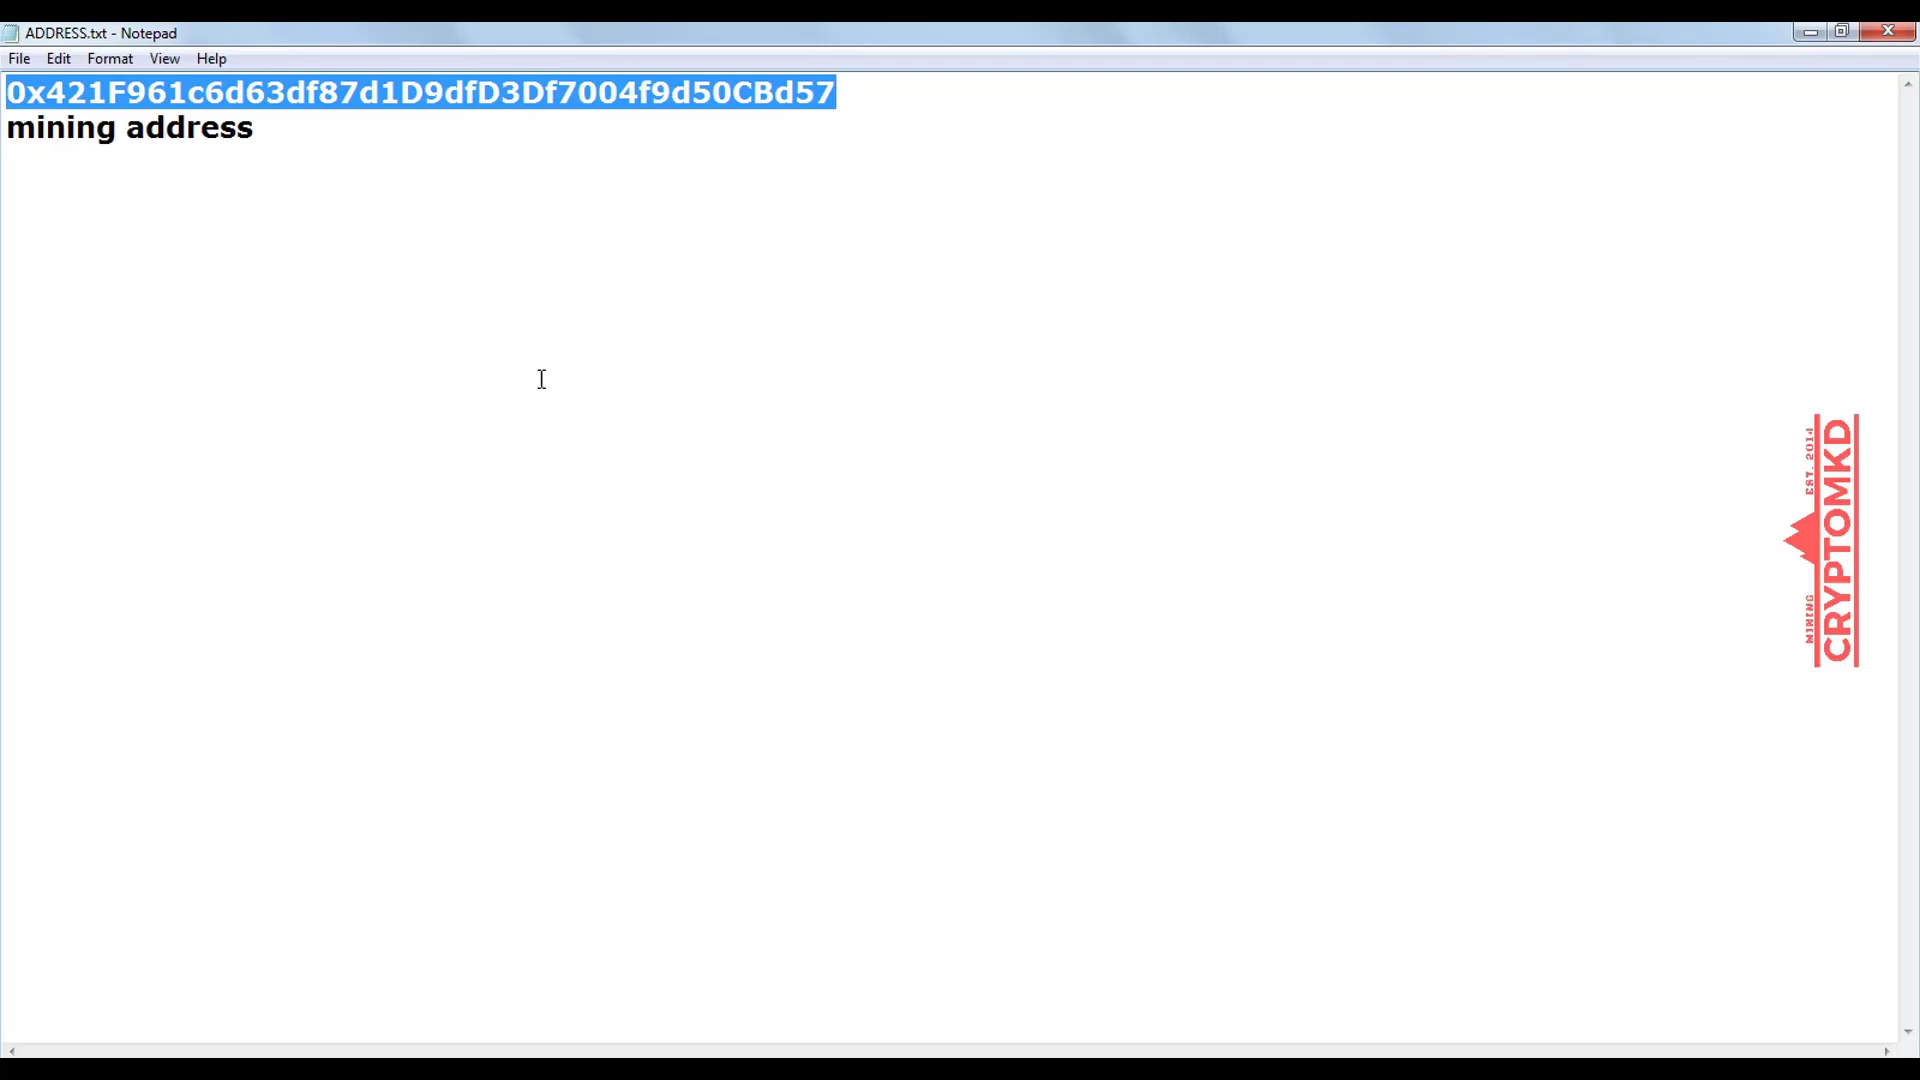 ADDRESS.txt - Notepad
File Edit Format View Help
0x421F961c6d63df87d1D9dfD3Df7004f9d50CBd57
mining address
MINING EST. 2014
CRYPTOMKD